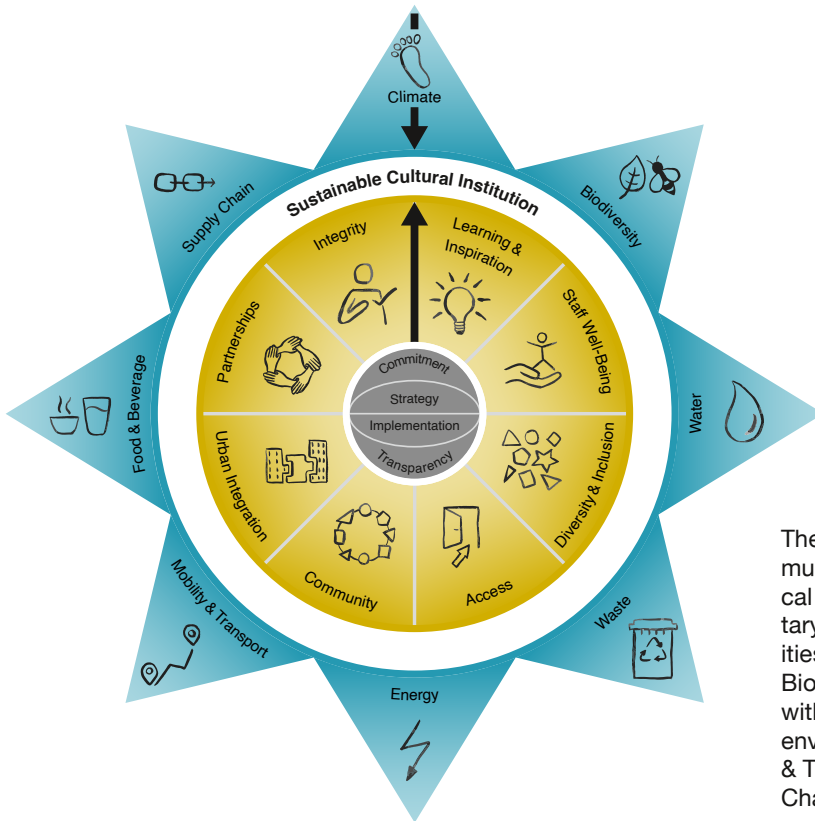 Climate
Supply Chain
Biodiversity
Sustainable Cultural Institution
Integrity
Learning &
Inspiration
Partnerships
Staff Well-Being
Commitment
Strategy
Implementation
Transparency
Food & Beverage
Water
Urban Integration
Diversity & Inclusion
Community
Access
Mobility & Transport
Waste
Energy
The
mu
cal
tary
ities
Bio
with
env
& T
Cha